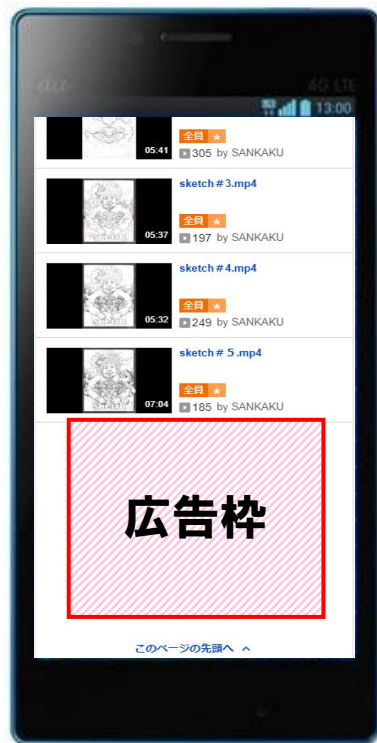 au
4G LTE
13:00
05:41
全員 ★
305 by SANKAKU
sketch#3.mp4
05:37
全員 ★
197 by SANKAKU
sketch#4.mp4
05:32
全員 ★
249 by SANKAKU
sketch#５.mp4
07:04
全員 ★
185 by SANKAKU
広告枠
このページの先頭へ ^